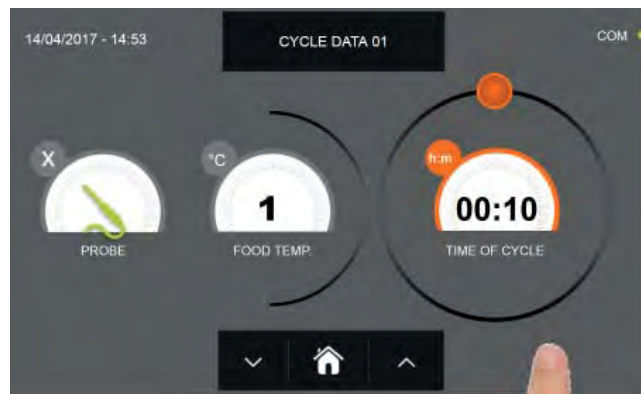 14/04/2017 - 14:53
CYCLE DATA 01
COM
X
°C
h:m
1
00:10
PROBE
FOOD TEMP.
TIME OF CYCLE